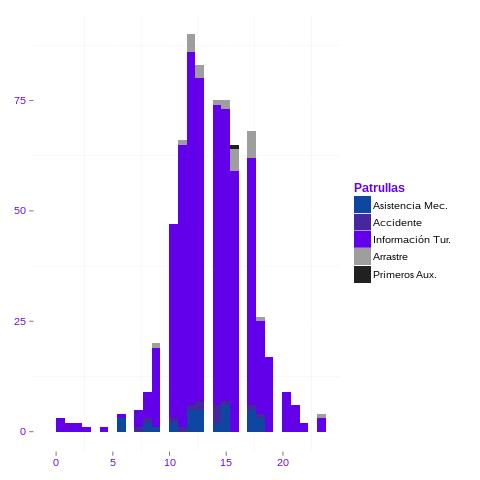 75
50
25
0
0
5
10
15
20
Patrullas
Asistencia Mec.
Accidente
Información Tur.
Arrastre
Primeros Aux.